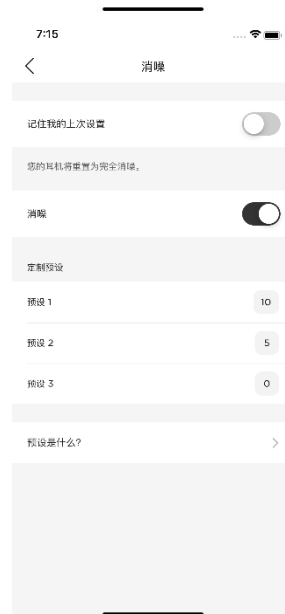 7:15
消噪
记住我的上次设置
您的耳机将重置为完全消噪。
消噪
定制预设
预设 1
10
预设 2
5
预设 3
0
预设是什么?